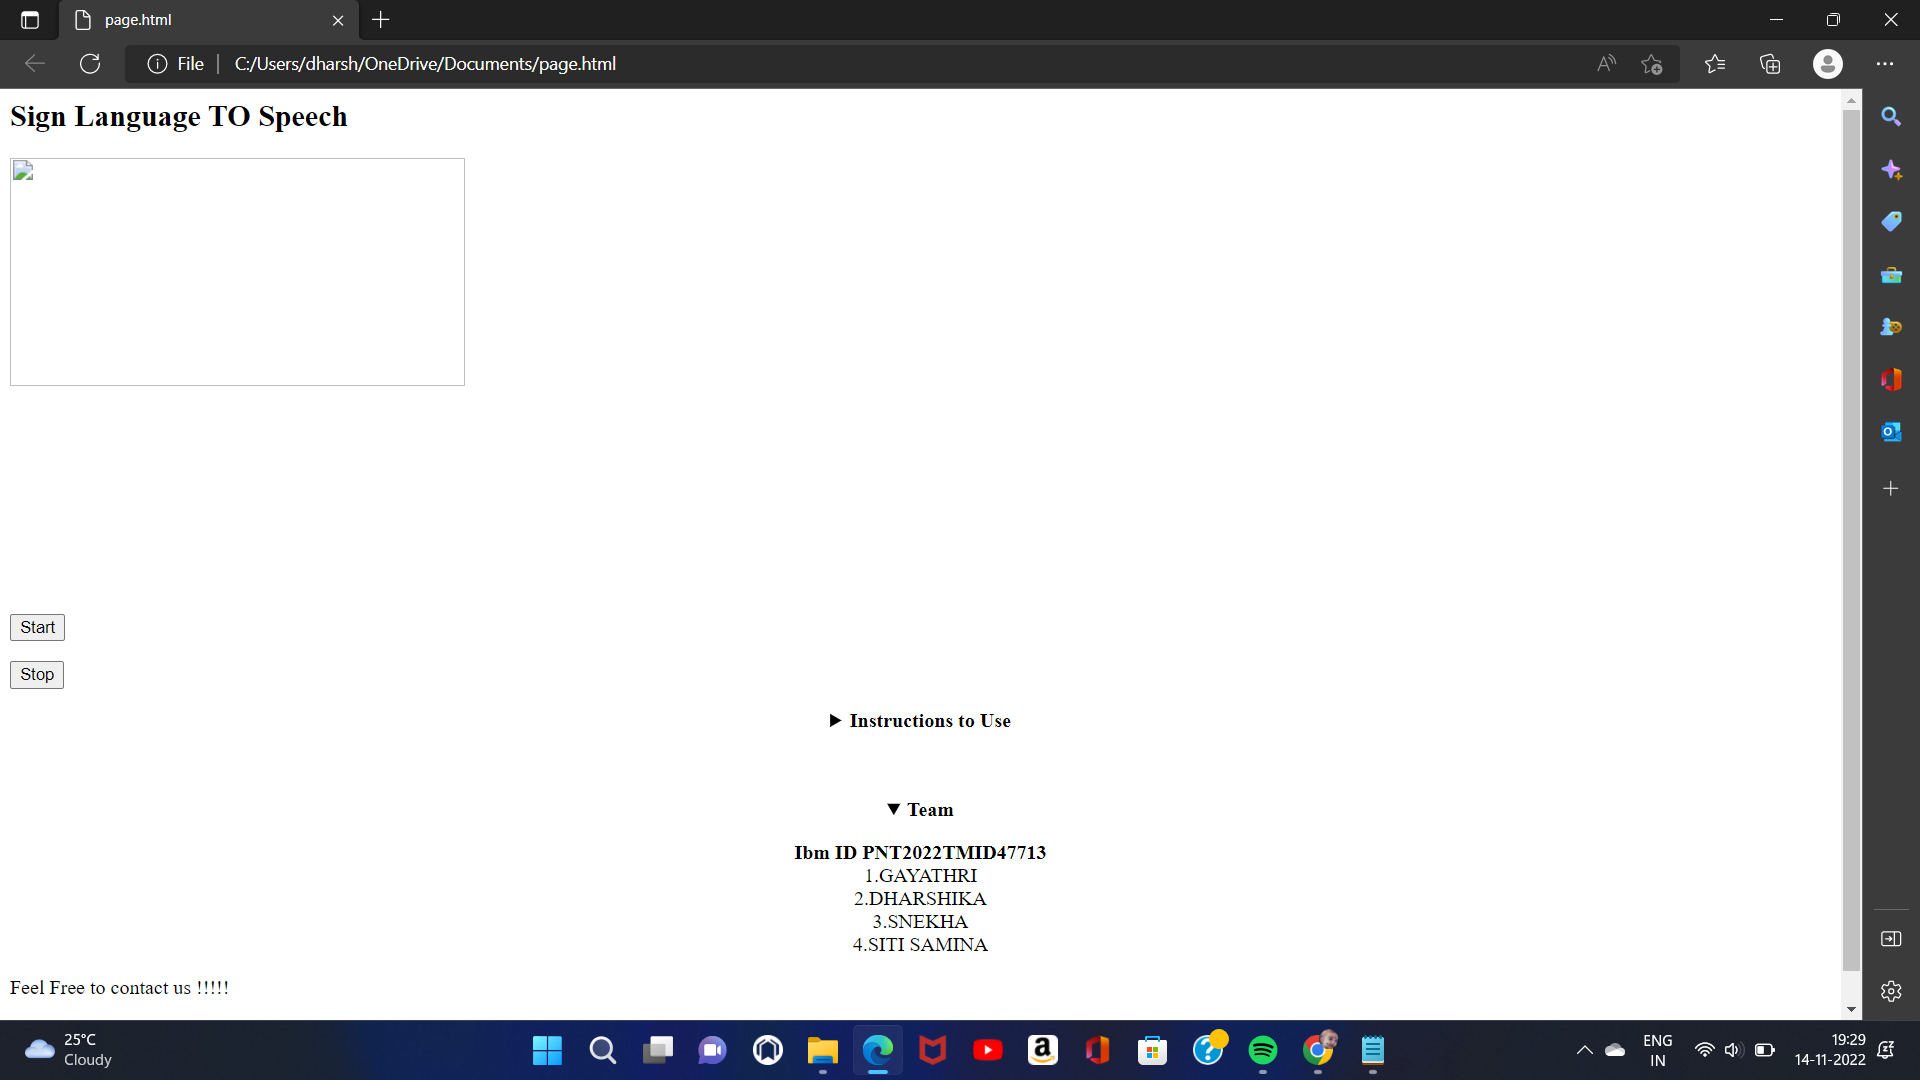 page.html
File
C:/Users/dharsh/OneDrive/Documents/page.html
Sign Language TO Speech
Start
Stop
▶ Instructions to Use
▼ Team
Ibm ID PNT2022TMID47713
1.GAYATHRI
2.DHARSHIKA
3.SNEKHA
4.SITI SAMINA
Feel Free to contact us !!!!!
25°C
Cloudy
ENG
IN
19:29
14-11-2022